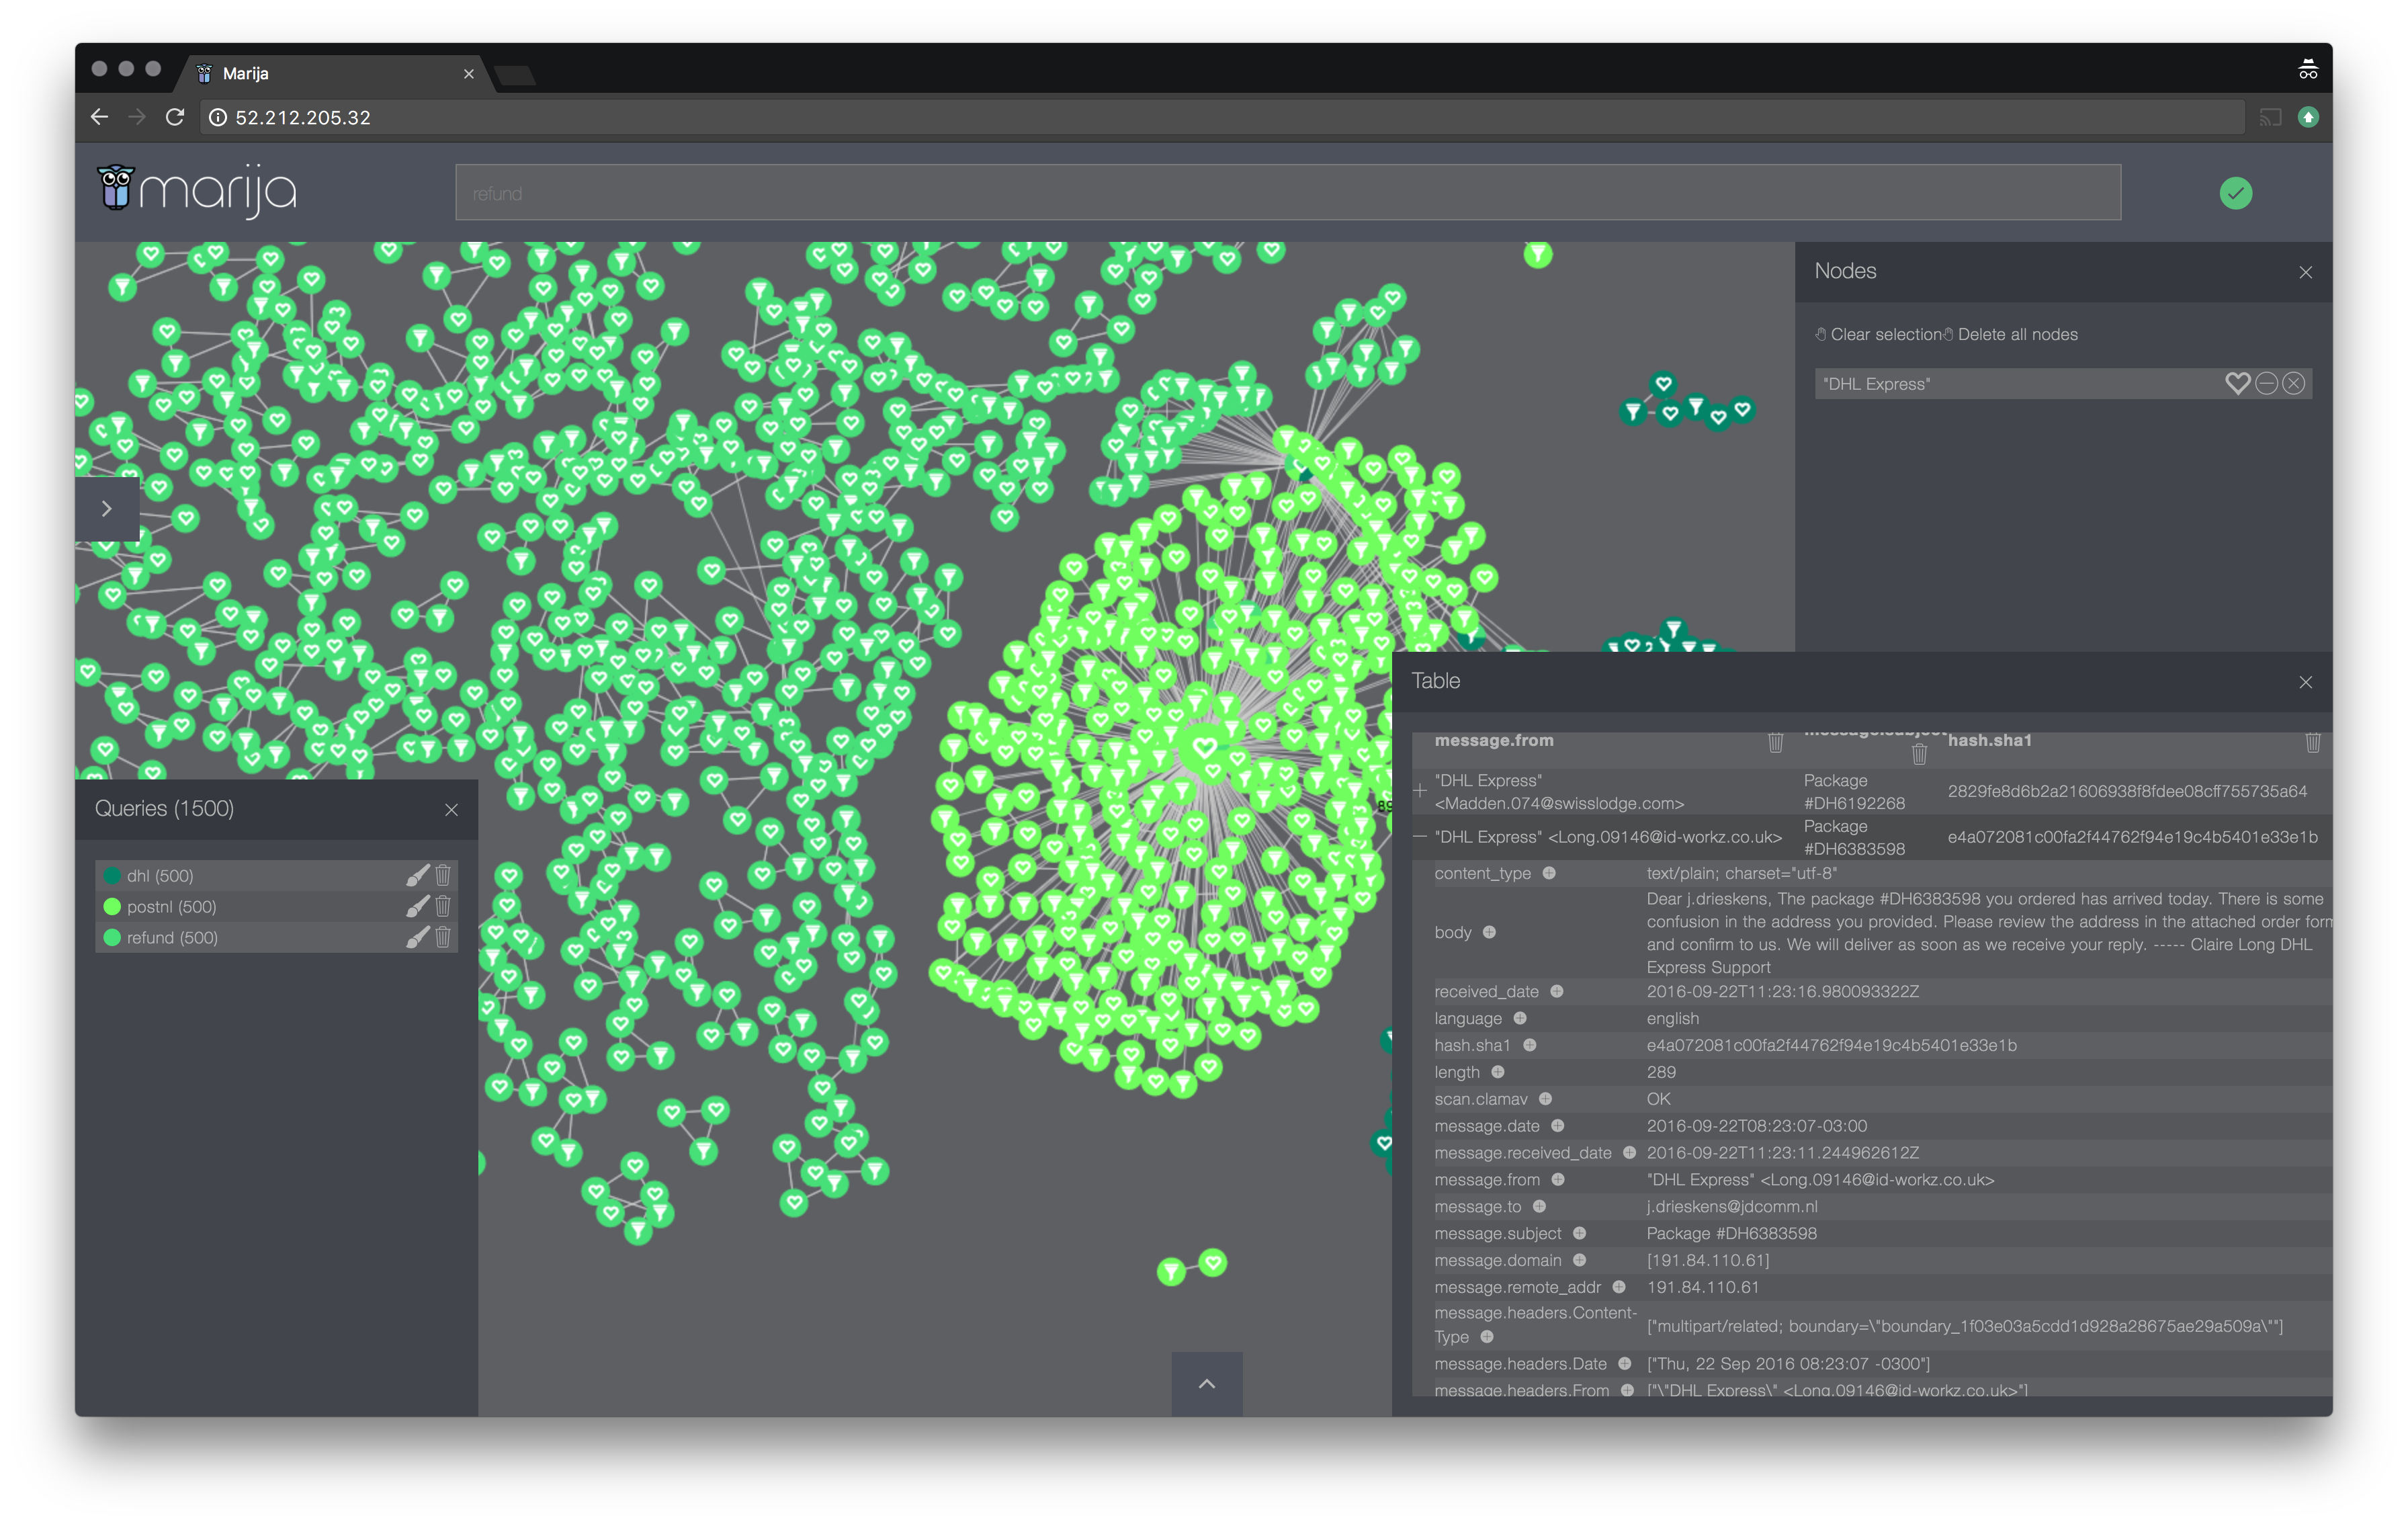 Marija
52.212.205.32
marija
refund
Nodes
Clear selection Delete all nodes
"DHL Express"
Table
message.from message.subject hash.sha1
"DHL Express" <Madden.074@swisslodge.com> Package #DH6192268 2829fe8d6b2a21606938f8fdee08cff755735a64
"DHL Express" <Long.09146@id-workz.co.uk> Package #DH6383598 e4a072081c00fa2f44762f94e19c4b5401e33e1b
content_type text/plain; charset="utf-8"
body Dear j.drieskens, The package #DH6383598 you ordered has arrived today. There is some
confusion in the address you provided. Please review the address in the attached order form
and confirm to us. We will deliver as soon as we receive your reply. ----- Claire Long DHL
Express Support
received_date 2016-09-22T11:23:16.980093322Z
language english
hash.sha1 e4a072081c00fa2f44762f94e19c4b5401e33e1b
length 289
scan.clamav OK
message.date 2016-09-22T08:23:07-03:00
message.received_date 2016-09-22T11:23:11.244962612Z
message.from "DHL Express" <Long.09146@id-workz.co.uk>
message.to j.drieskens@jdcomm.nl
message.subject Package #DH6383598
message.domain [191.84.110.61]
message.remote_addr 191.84.110.61
message.headers.Content-
Type ["multipart/related; boundary=\"boundary_1f03e03a5cdd1d928a28675ae29a509a\""]
message.headers.Date ["Thu, 22 Sep 2016 08:23:07 -0300"]
message.headers.From ["\"DHL Express\" <Long.09146@id-workz.co.uk>"]
Queries (1500)
dhl (500)
postnl (500)
refund (500)